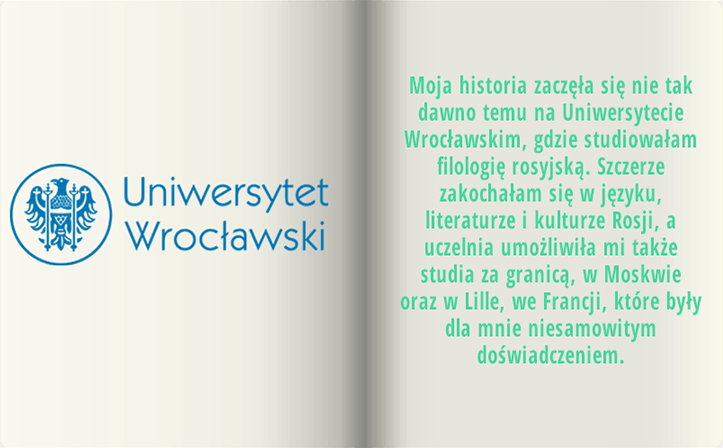 Uniwersytet
Wrocławski
Moja historia zaczęła się nie tak
dawno temu na Uniwersytecie
Wrocławskim, gdzie studiowałam
filologię rosyjską. Szczerze
zakochałam się w języku,
literaturze i kulturze Rosji, a
uczelnia umożliwiła mi także
studia za granicą, w Moskwie
oraz w Lille, we Francji, które były
dla mnie niesamowitym
doświadczeniem.